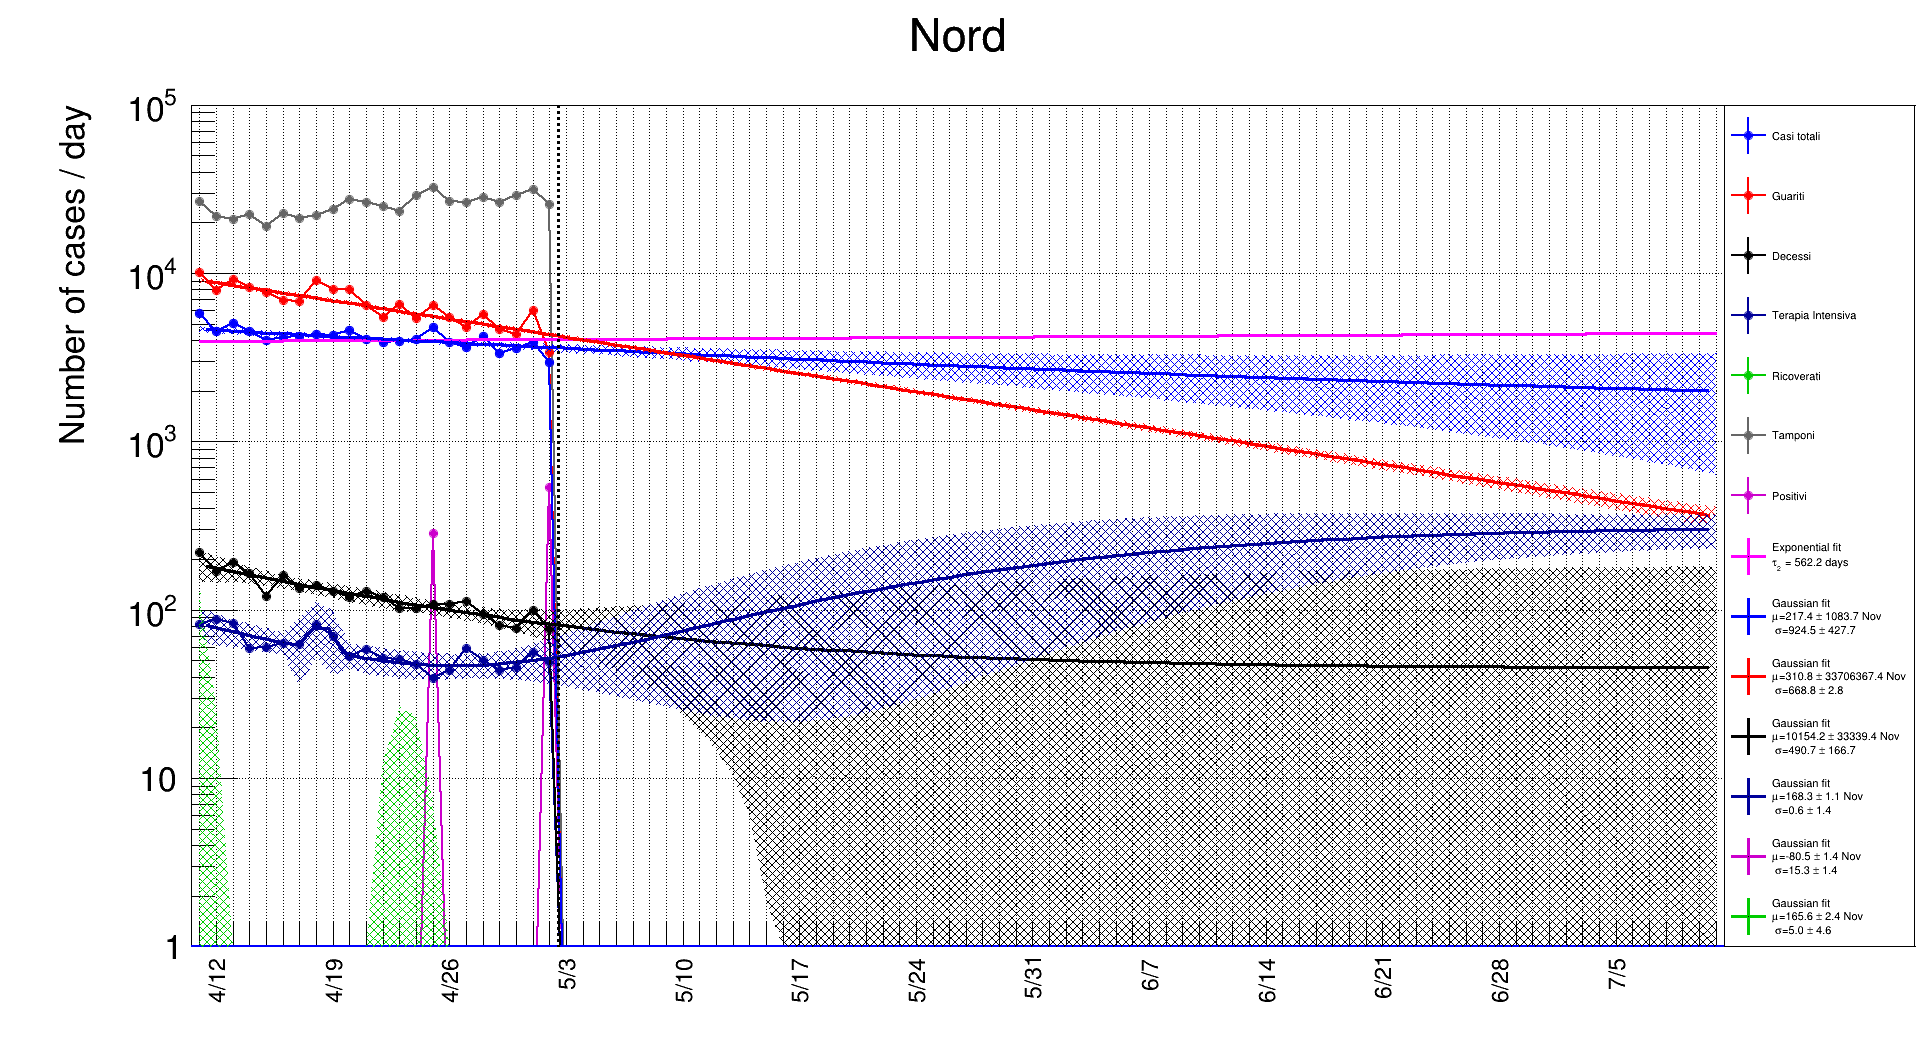 Nord
Number of cases / day
10^5
10^4
10^3
10^2
10
1
4/12
4/19
4/26
5/3
5/10
5/17
5/24
5/31
6/7
6/14
6/21
6/28
7/5
Casi totali
Guariti
Decessi
Terapia Intensiva
Ricoverati
Tamponi
Positivi
Exponential fit
τ₂ = 562.2 days
Gaussian fit
μ=217.4 ± 1083.7 Nov
σ=924.5 ± 427.7
Gaussian fit
μ=310.8 ± 33706367.4 Nov
σ=668.8 ± 2.8
Gaussian fit
μ=10154.2 ± 33339.4 Nov
σ=490.7 ± 166.7
Gaussian fit
μ=168.3 ± 1.1 Nov
σ=0.6 ± 1.4
Gaussian fit
μ=-80.5 ± 1.4 Nov
σ=15.3 ± 1.4
Gaussian fit
μ=165.6 ± 2.4 Nov
σ=5.0 ± 4.6